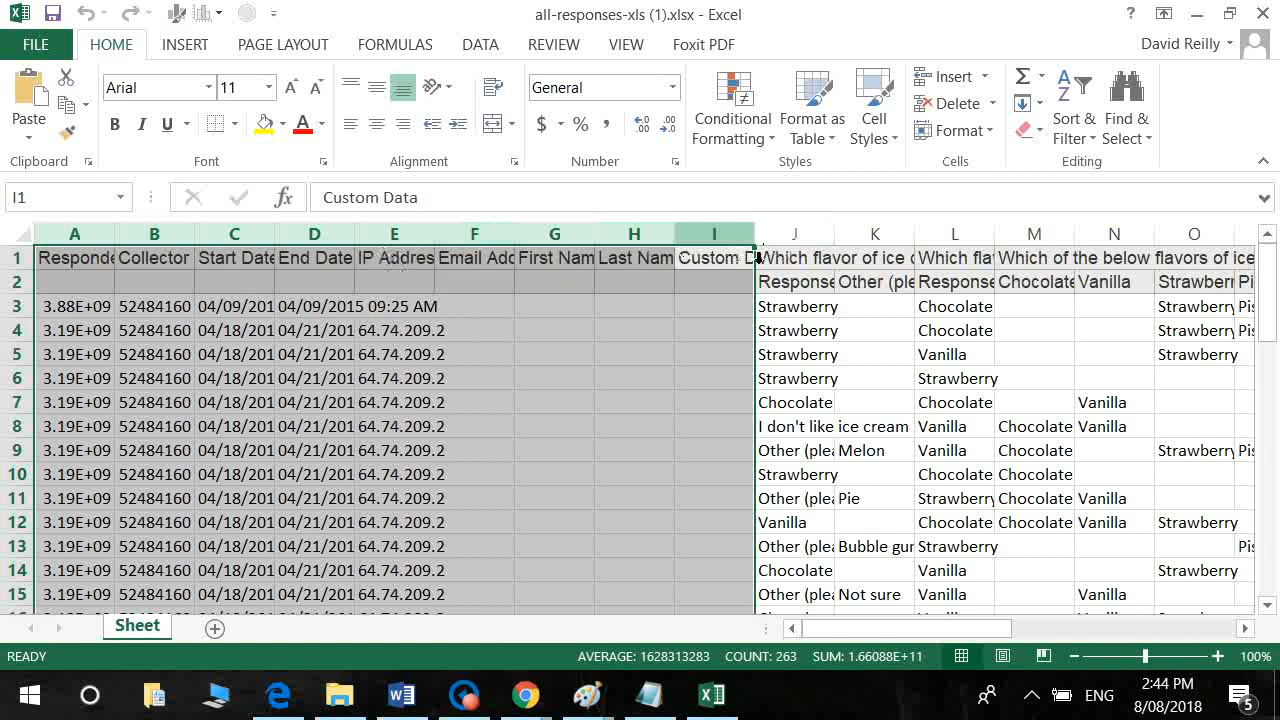 all-responses-xls (1).xlsx - Excel
FILE HOME INSERT PAGE LAYOUT FORMULAS DATA REVIEW VIEW Foxit PDF David Reilly
Arial 11 General
Paste
B I U A $ %
Conditional Formatting Format as Table Cell Styles
Insert
Delete
Format
Sort & Filter Find & Select
Clipboard Font Alignment Number Styles Cells Editing
I1 fx Custom Data
A B C D E F G H I J K L M N O
1 Responde Collector Start Date End Date IP Addres Email Add First Nam Last Nam Custom D Which flavor of ice c Which fla Which of the below flavors of ice
2 Response Other (ple Response Chocolate Vanilla Strawberr Pi
3 3.88E+09 52484160 04/09/201 04/09/2015 09:25 AM Strawberry Chocolate Strawberry Pis
4 3.19E+09 52484160 04/18/201 04/21/201 64.74.209.2 Strawberry Chocolate Strawberry Pis
5 3.19E+09 52484160 04/18/201 04/21/201 64.74.209.2 Strawberry Vanilla Strawberry
6 3.19E+09 52484160 04/18/201 04/21/201 64.74.209.2 Strawberry Strawberry
7 3.19E+09 52484160 04/18/201 04/21/201 64.74.209.2 Chocolate Chocolate Vanilla
8 3.19E+09 52484160 04/18/201 04/21/201 64.74.209.2 I don't like ice cream Vanilla Chocolate Vanilla
9 3.19E+09 52484160 04/18/201 04/21/201 64.74.209.2 Other (plea Melon Vanilla Chocolate Strawberry Pis
10 3.19E+09 52484160 04/18/201 04/21/201 64.74.209.2 Strawberry Chocolate Chocolate
11 3.19E+09 52484160 04/18/201 04/21/201 64.74.209.2 Other (plea Pie Strawberry Chocolate Vanilla
12 3.19E+09 52484160 04/18/201 04/21/201 64.74.209.2 Vanilla Chocolate Chocolate Vanilla Strawberry
13 3.19E+09 52484160 04/18/201 04/21/201 64.74.209.2 Other (plea Bubble gum Strawberry Pis
14 3.19E+09 52484160 04/18/201 04/21/201 64.74.209.2 Chocolate Vanilla Strawberry
15 3.19E+09 52484160 04/18/201 04/21/201 64.74.209.2 Other (plea Not sure Vanilla Vanilla
Sheet
READY AVERAGE: 1628313283 COUNT: 263 SUM: 1.66088E+11 100%
ENG 2:44 PM
8/08/2018 5